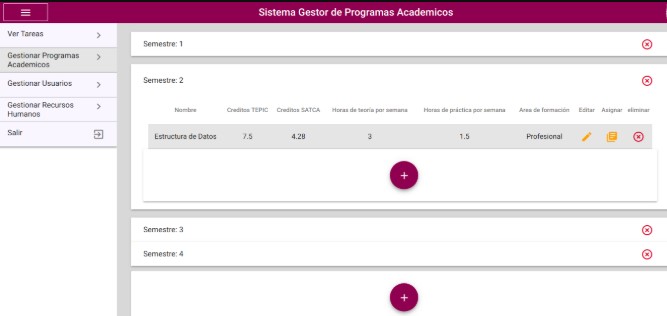 Sistema Gestor de Programas Academicos
Ver Tareas
Gestionar Programas
Academicos
Gestionar Usuarios
Gestionar Recursos
Humanos
Salir
Semestre: 1
Semestre: 2
Nombre Creditos TEPIC Creditos SATCA Horas de teoría por semana Horas de práctica por semana Area de formación Editar Asignar eliminar
Estructura de Datos 7.5 4.28 3 1.5 Profesional
+
Semestre: 3
Semestre: 4
+